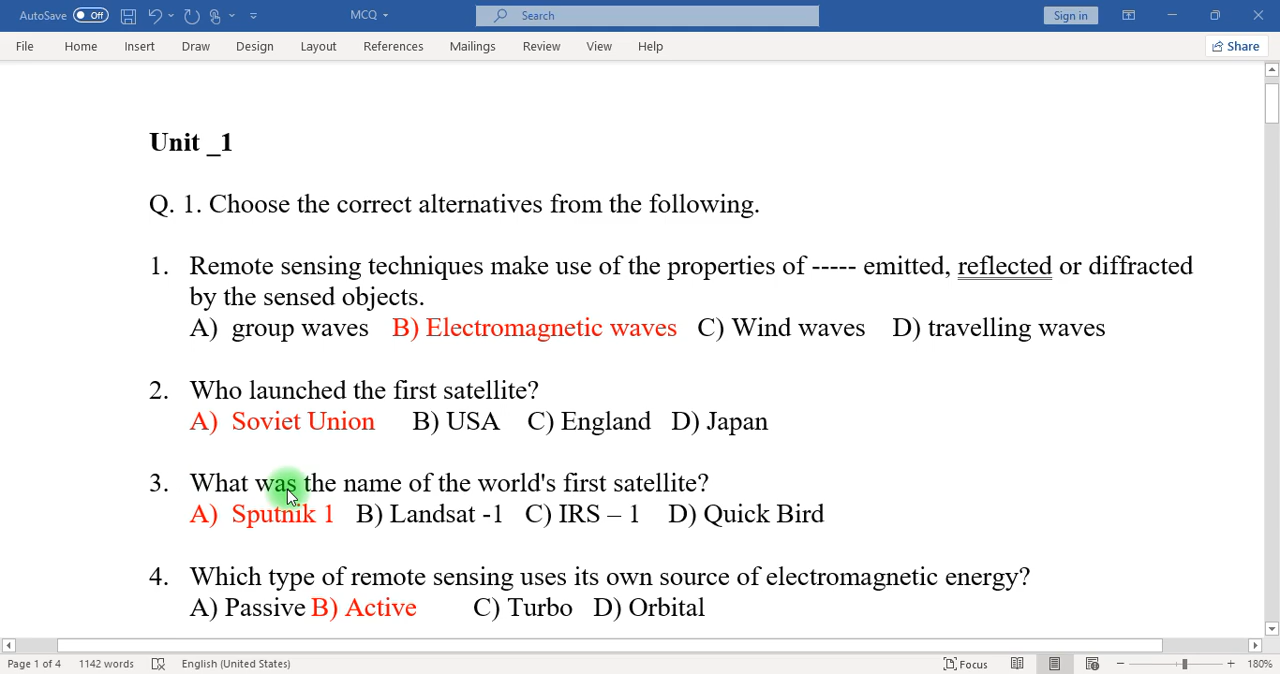 AutoSave Off MCQ Search Sign in
File Home Insert Draw Design Layout References Mailings Review View Help Share
Unit _1
Q. 1. Choose the correct alternatives from the following.
1. Remote sensing techniques make use of the properties of ----- emitted, reflected or diffracted
by the sensed objects.
A) group waves B) Electromagnetic waves C) Wind waves D) travelling waves
2. Who launched the first satellite?
A) Soviet Union B) USA C) England D) Japan
3. What was the name of the world's first satellite?
A) Sputnik 1 B) Landsat -1 C) IRS – 1 D) Quick Bird
4. Which type of remote sensing uses its own source of electromagnetic energy?
A) Passive B) Active C) Turbo D) Orbital
Page 1 of 4 1142 words English (United States) Focus 180%